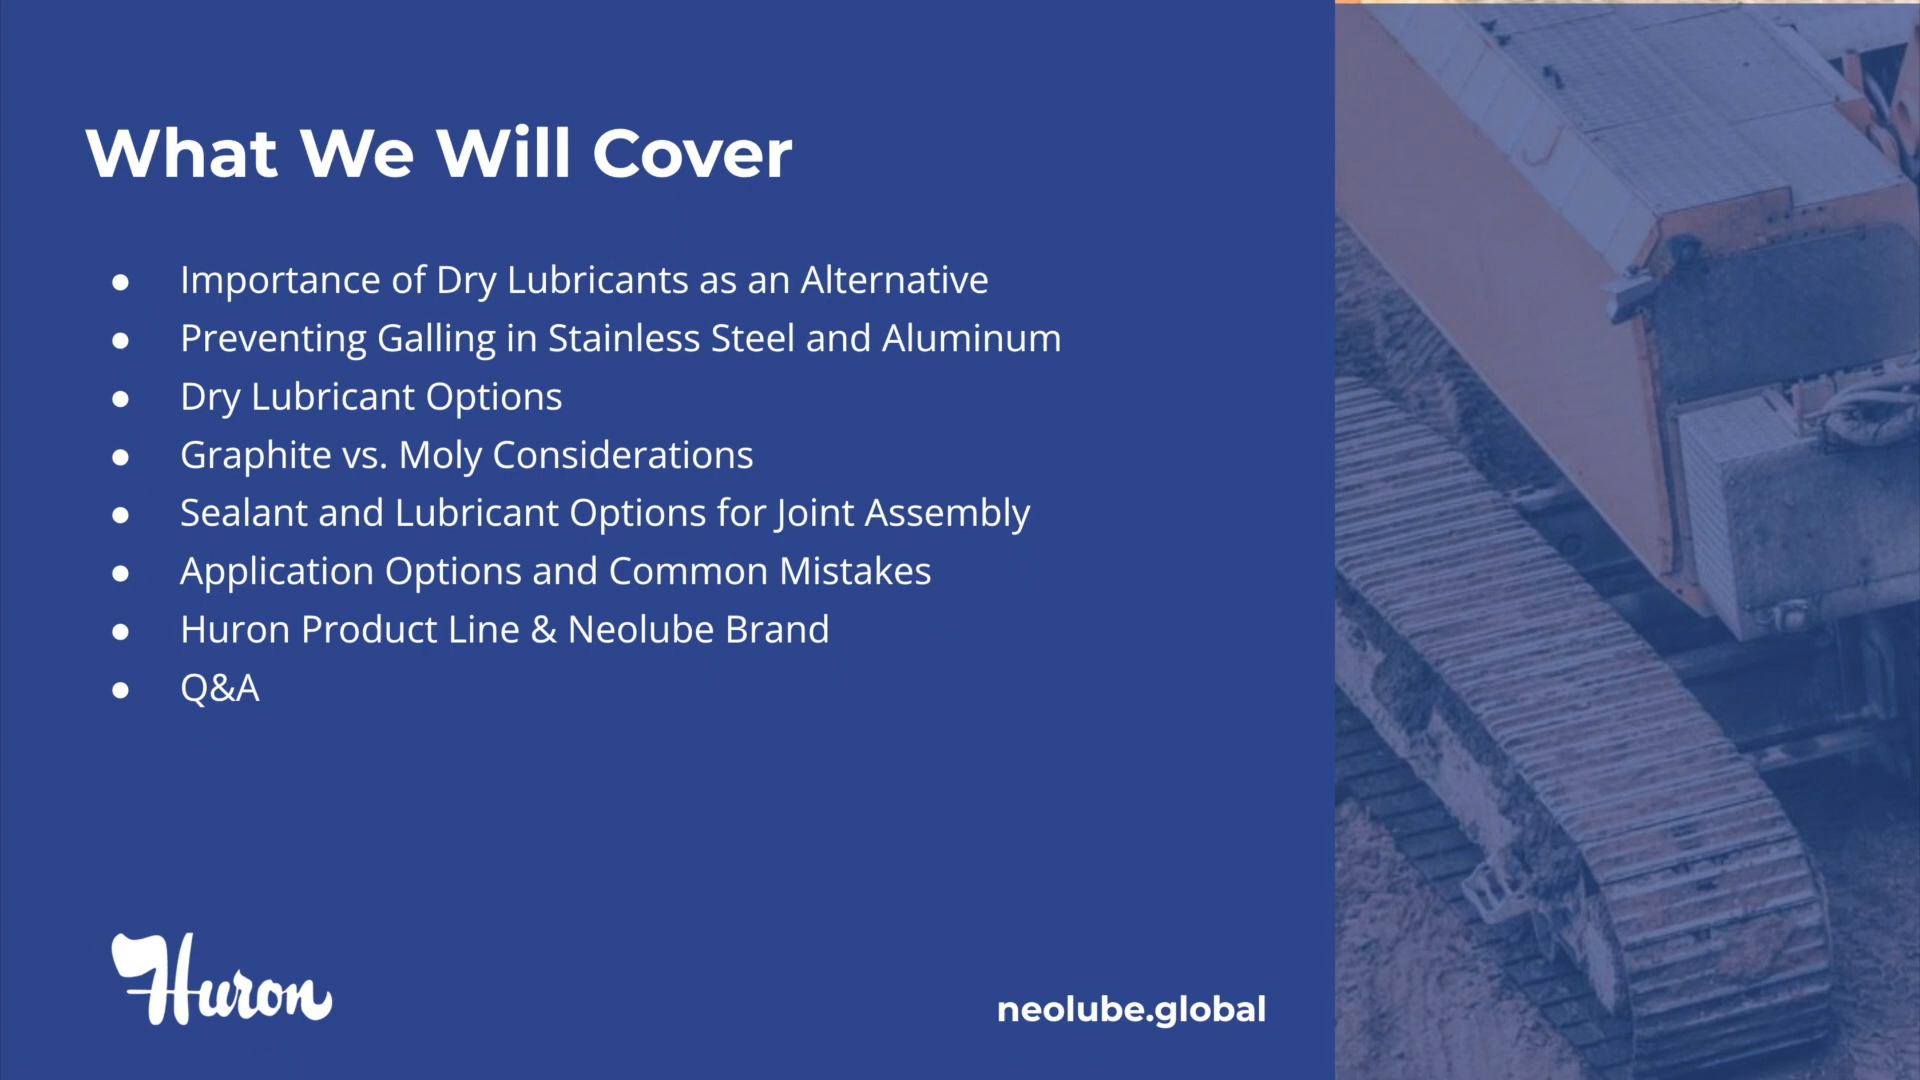 What We Will Cover
● Importance of Dry Lubricants as an Alternative
● Preventing Galling in Stainless Steel and Aluminum
● Dry Lubricant Options
● Graphite vs. Moly Considerations
● Sealant and Lubricant Options for Joint Assembly
● Application Options and Common Mistakes
● Huron Product Line & Neolube Brand
● Q&A
Huron
neolube.global